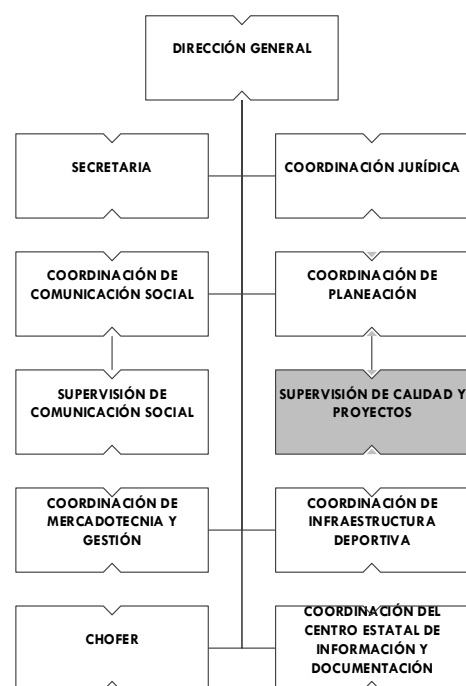 DIRECCIÓN GENERAL
SECRETARIA
COORDINACIÓN JURÍDICA
COORDINACIÓN DE
COMUNICACIÓN SOCIAL
COORDINACIÓN DE
PLANEACIÓN
SUPERVISIÓN DE
COMUNICACIÓN SOCIAL
SUPERVISIÓN DE CALIDAD Y
PROYECTOS
COORDINACIÓN DE
MERCADOTECNIA Y
GESTIÓN
COORDINACIÓN DE
INFRAESTRUCTURA
DEPORTIVA
CHOFER
COORDINACIÓN DEL
CENTRO ESTATAL DE
INFORMACIÓN Y
DOCUMENTACIÓN